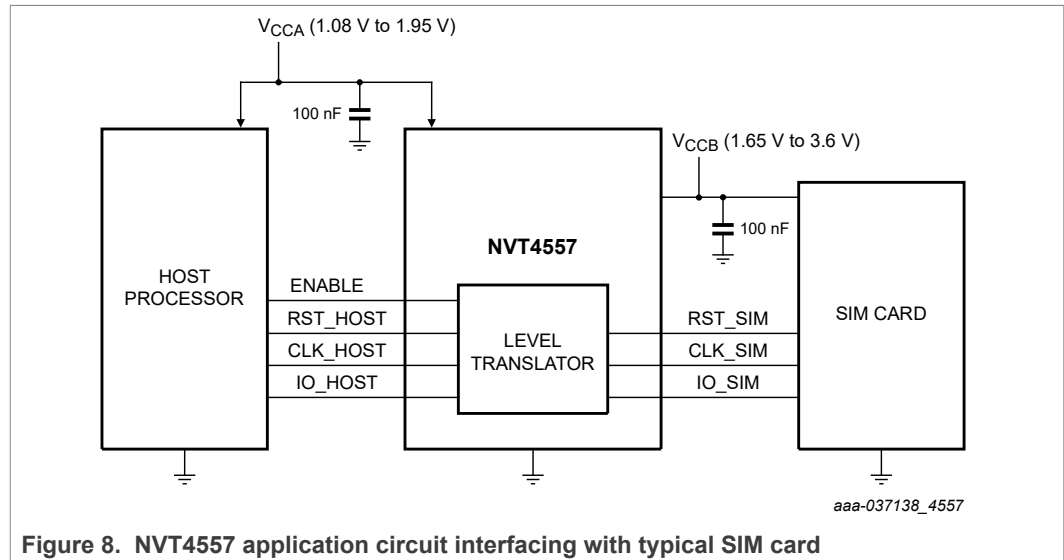 VCCA (1.08 V to 1.95 V)
100 nF
VCCB (1.65 V to 3.6 V)
100 nF
NVT4557
HOST
PROCESSOR
ENABLE
RST_HOST
CLK_HOST
IO_HOST
LEVEL
TRANSLATOR
RST_SIM
CLK_SIM
IO_SIM
SIM CARD
aaa-037138_4557
Figure 8. NVT4557 application circuit interfacing with typical SIM card